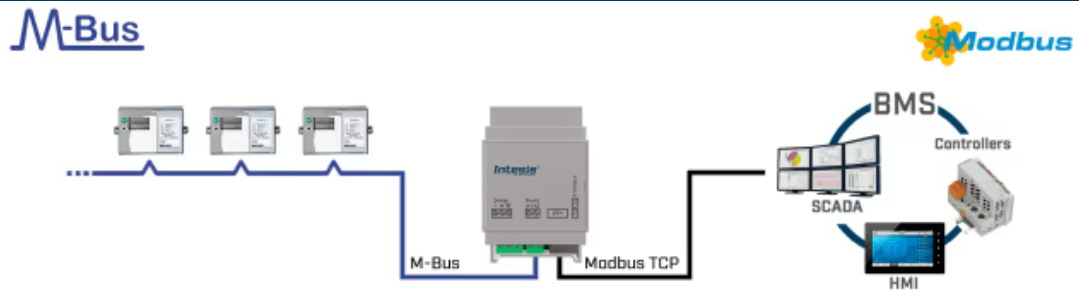 M-Bus
Modbus
BMS
Controllers
Intesis
SCADA
M-Bus
Modbus TCP
HMI